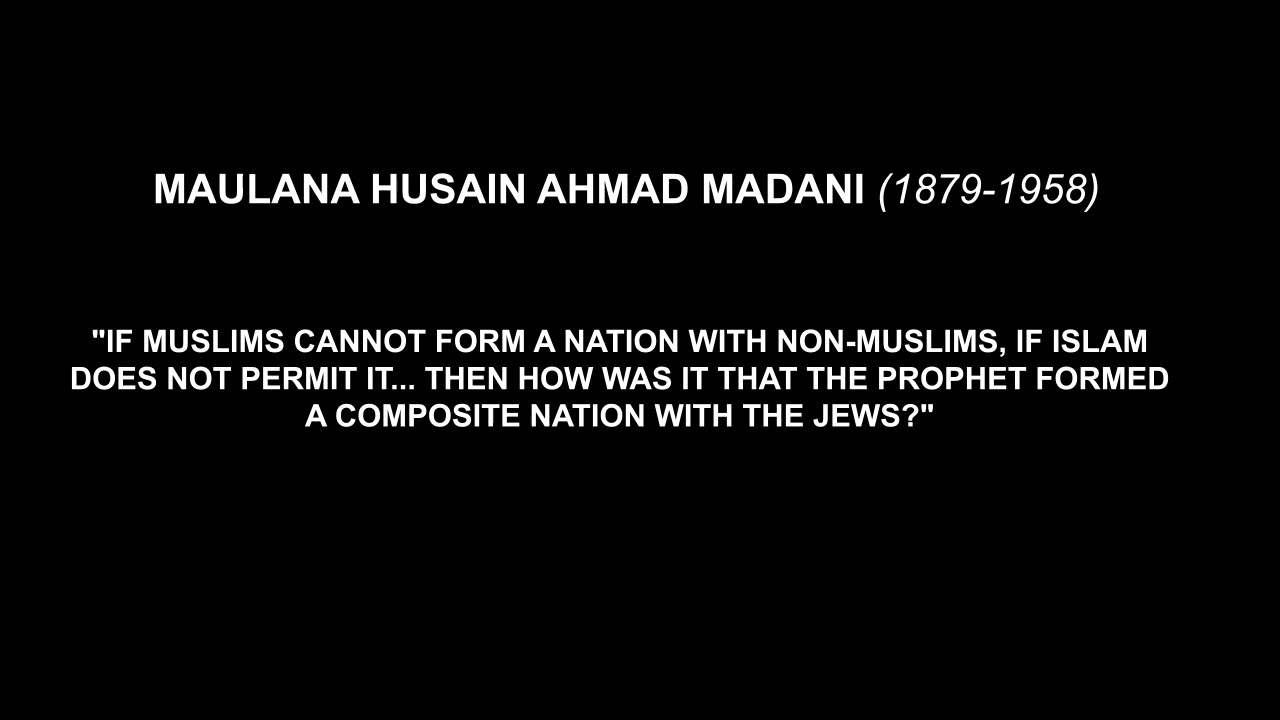 MAULANA HUSAIN AHMAD MADANI (1879-1958)
"IF MUSLIMS CANNOT FORM A NATION WITH NON-MUSLIMS, IF ISLAM
DOES NOT PERMIT IT... THEN HOW WAS IT THAT THE PROPHET FORMED
A COMPOSITE NATION WITH THE JEWS?"